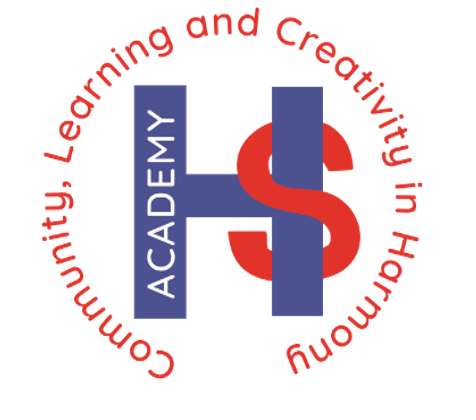 Community, Learning and Creativity in Harmony
ACADEMY
HS